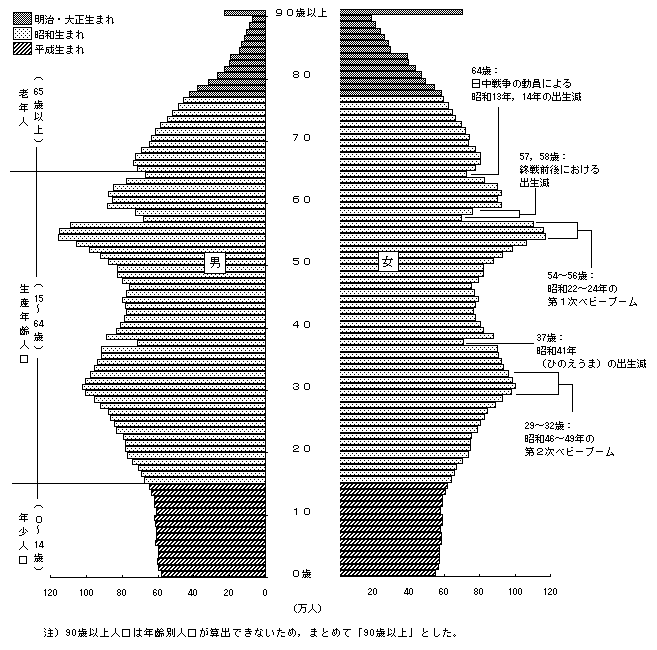 明治・大正生まれ
昭和生まれ
平成生まれ
90歳以上
80
70
60
50
40
30
20
10
0歳
老年人
（65歳以上）
生産年齢人口
（15～64歳）
年少人口
（0～14歳）
男
女
64歳：
日中戦争の動員による
昭和13年，14年の出生減
57，58歳：
終戦前後における
出生減
54～56歳：
昭和22～24年の
第１次ベビーブーム
37歳：
昭和41年
（ひのえうま）の出生減
29～32歳：
昭和46～49年の
第２次ベビーブーム
120 100 80 60 40 20 0
20 40 60 80 100 120
（万人）
注）90歳以上人口は年齢別人口が算出できないため，まとめて「90歳以上」とした。